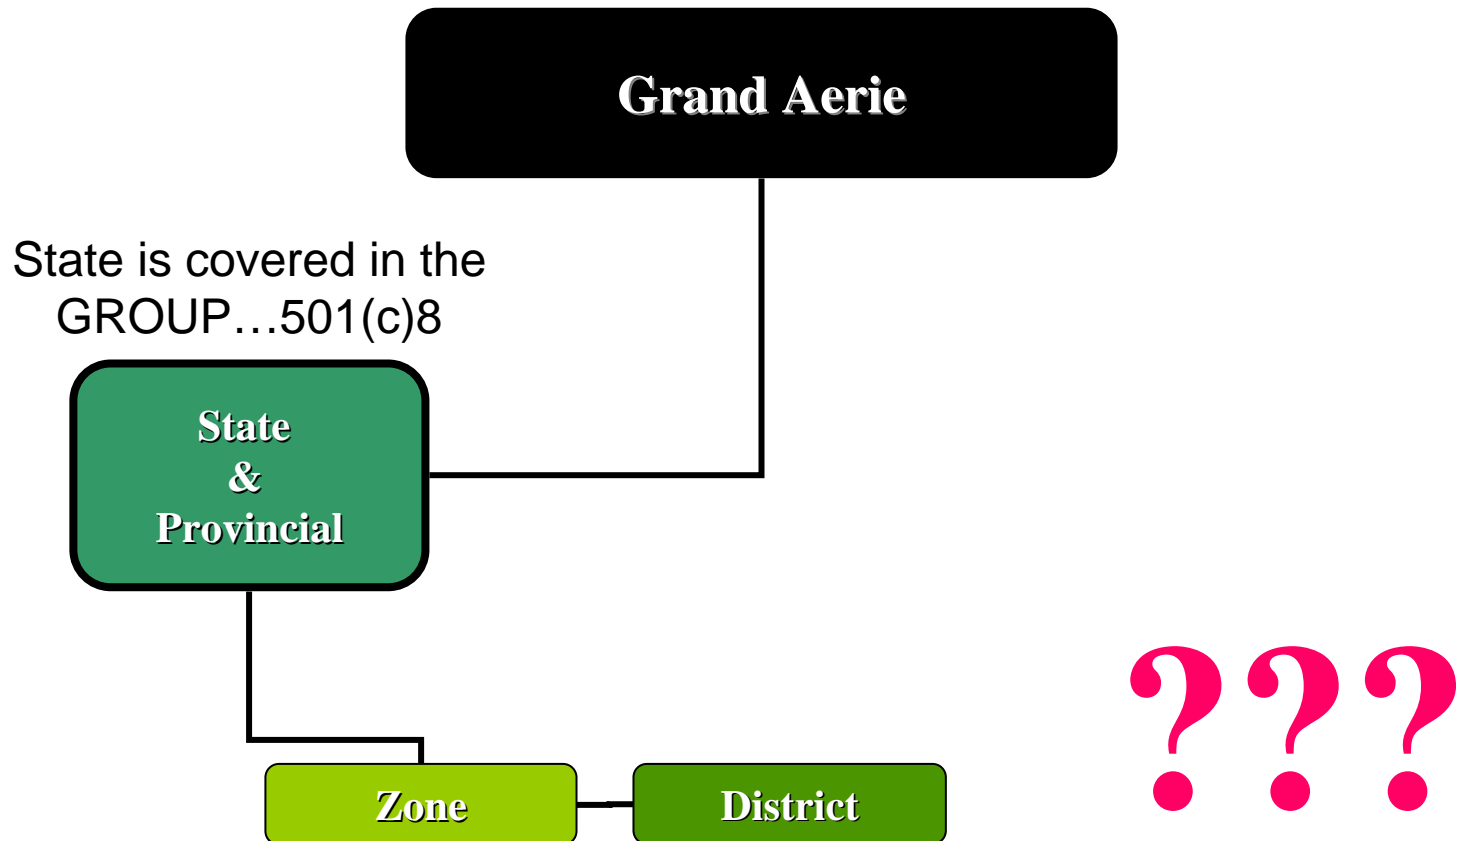 Grand Aerie
State is covered in the
GROUP…501(c)8
State
&
Provincial
???
Zone
District